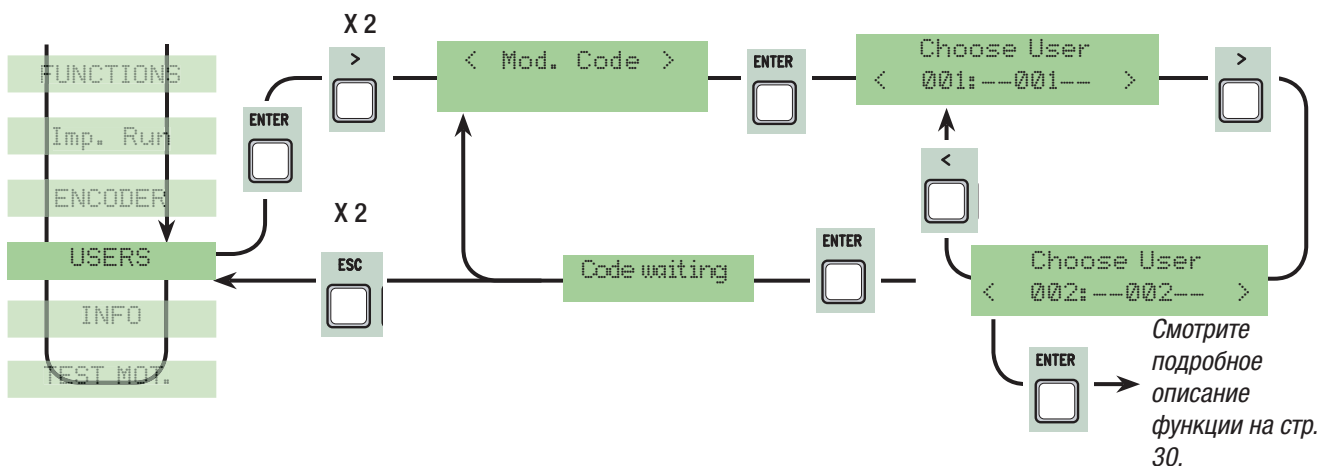 FUNCTIONS
Imp. Run
ENCODER
USERS
INFO
TEST MOT.
ENTER
X 2
>
< Mod. Code >
ENTER
Choose User
< 001:--001-- >
>
<
Choose User
< 002:--002-- >
ENTER
Code waiting
X 2
ESC
ENTER
Смотрите
подробное
описание
функции на стр.
30.